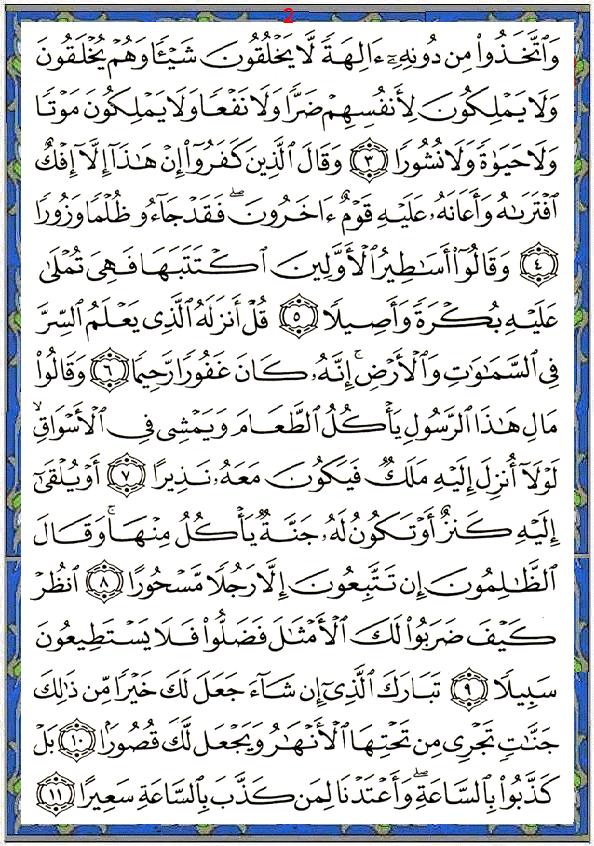 2
وَٱتَّخَذُوا۟ مِن دُونِهِۦٓ ءَالِهَةً لَّا يَخْلُقُونَ شَيْـًٔا وَهُمْ يُخْلَقُونَ
وَلَا يَمْلِكُونَ لِأَنفُسِهِمْ ضَرًّا وَلَا نَفْعًا وَلَا يَمْلِكُونَ مَوْتًا
وَلَا حَيَوٰةً وَلَا نُشُورًا ٣ وَقَالَ ٱلَّذِينَ كَفَرُوٓا۟ إِنْ هَـٰذَآ إِلَّآ إِفْكٌ
ٱفْتَرَىٰهُ وَأَعَانَهُۥ عَلَيْهِ قَوْمٌ ءَاخَرُونَ ۖ فَقَدْ جَآءُو ظُلْمًا وَزُورًا
٤ وَقَالُوٓا۟ أَسَـٰطِيرُ ٱلْأَوَّلِينَ ٱكْتَتَبَهَا فَهِىَ تُمْلَىٰ
عَلَيْهِ بُكْرَةً وَأَصِيلًا ٥ قُلْ أَنزَلَهُ ٱلَّذِى يَعْلَمُ ٱلسِّرَّ
فِى ٱلسَّمَـٰوَٰتِ وَٱلْأَرْضِ ۚ إِنَّهُۥ كَانَ غَفُورًا رَّحِيمًا ٦ وَقَالُوا۟
مَالِ هَـٰذَا ٱلرَّسُولِ يَأْكُلُ ٱلطَّعَامَ وَيَمْشِى فِى ٱلْأَسْوَاقِ ۙ
لَوْلَآ أُنزِلَ إِلَيْهِ مَلَكٌ فَيَكُونَ مَعَهُۥ نَذِيرًا ٧ أَوْ يُلْقَىٰٓ
إِلَيْهِ كَنزٌ أَوْ تَكُونُ لَهُۥ جَنَّةٌ يَأْكُلُ مِنْهَا ۚ وَقَالَ
ٱلظَّـٰلِمُونَ إِن تَتَّبِعُونَ إِلَّا رَجُلًا مَّسْحُورًا ٨ ٱنظُرْ
كَيْفَ ضَرَبُوا۟ لَكَ ٱلْأَمْثَـٰلَ فَضَلُّوا۟ فَلَا يَسْتَطِيعُونَ
سَبِيلًا ٩ تَبَارَكَ ٱلَّذِىٓ إِن شَآءَ جَعَلَ لَكَ خَيْرًا مِّن ذَٰلِكَ
جَنَّـٰتٍ تَجْرِى مِن تَحْتِهَا ٱلْأَنْهَـٰرُ وَيَجْعَل لَّكَ قُصُورًۢا ١٠ بَلْ
كَذَّبُوا۟ بِٱلسَّاعَةِ ۖ وَأَعْتَدْنَا لِمَن كَذَّبَ بِٱلسَّاعَةِ سَعِيرًا ١١